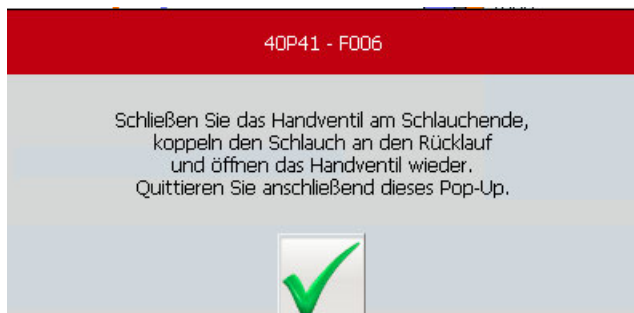 40P41 - F006
Schließen Sie das Handventil am Schlauchende,
koppeln den Schlauch an den Rücklauf
und öffnen das Handventil wieder.
Quittieren Sie anschließend dieses Pop-Up.